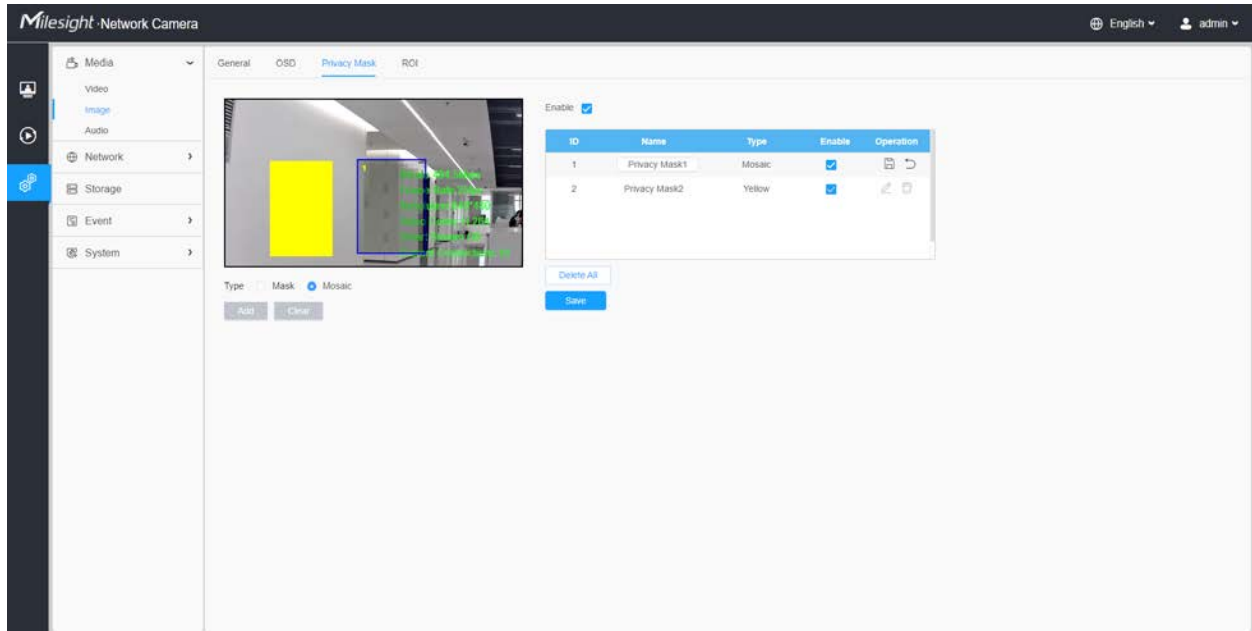 Milesight ·Network Camera
English
admin
Media
Video
Image
Audio
Network
Storage
Event
System
General OSD Privacy Mask ROI
Enable
ID Name Type Enable Operation
1 Privacy Mask1 Mosaic
2 Privacy Mask2 Yellow
Delete All
Save
1
Type Mask Mosaic
Add Clear